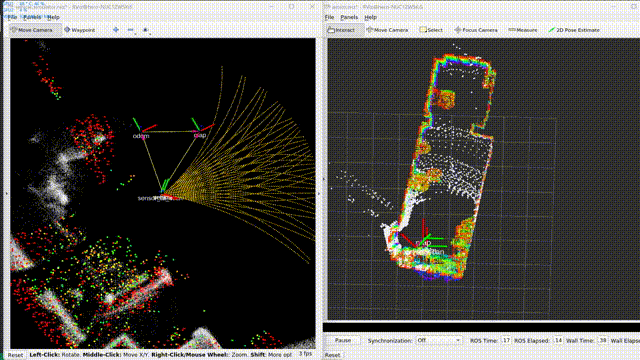 File Panels Help
Move Camera Waypoint
odom map
Reset Left-Click: Rotate. Middle-Click: Move X/Y. Right-Click/Mouse Wheel: Zoom. Shift: More opt 3 fps
File Panels Help
Interact Move Camera Select Focus Camera Measure 2D Pose Estimate
map
Pause Synchronization: Off ROS Time: 17 ROS Elapsed: 14 Wall Time: 38 Wall Elap
Reset